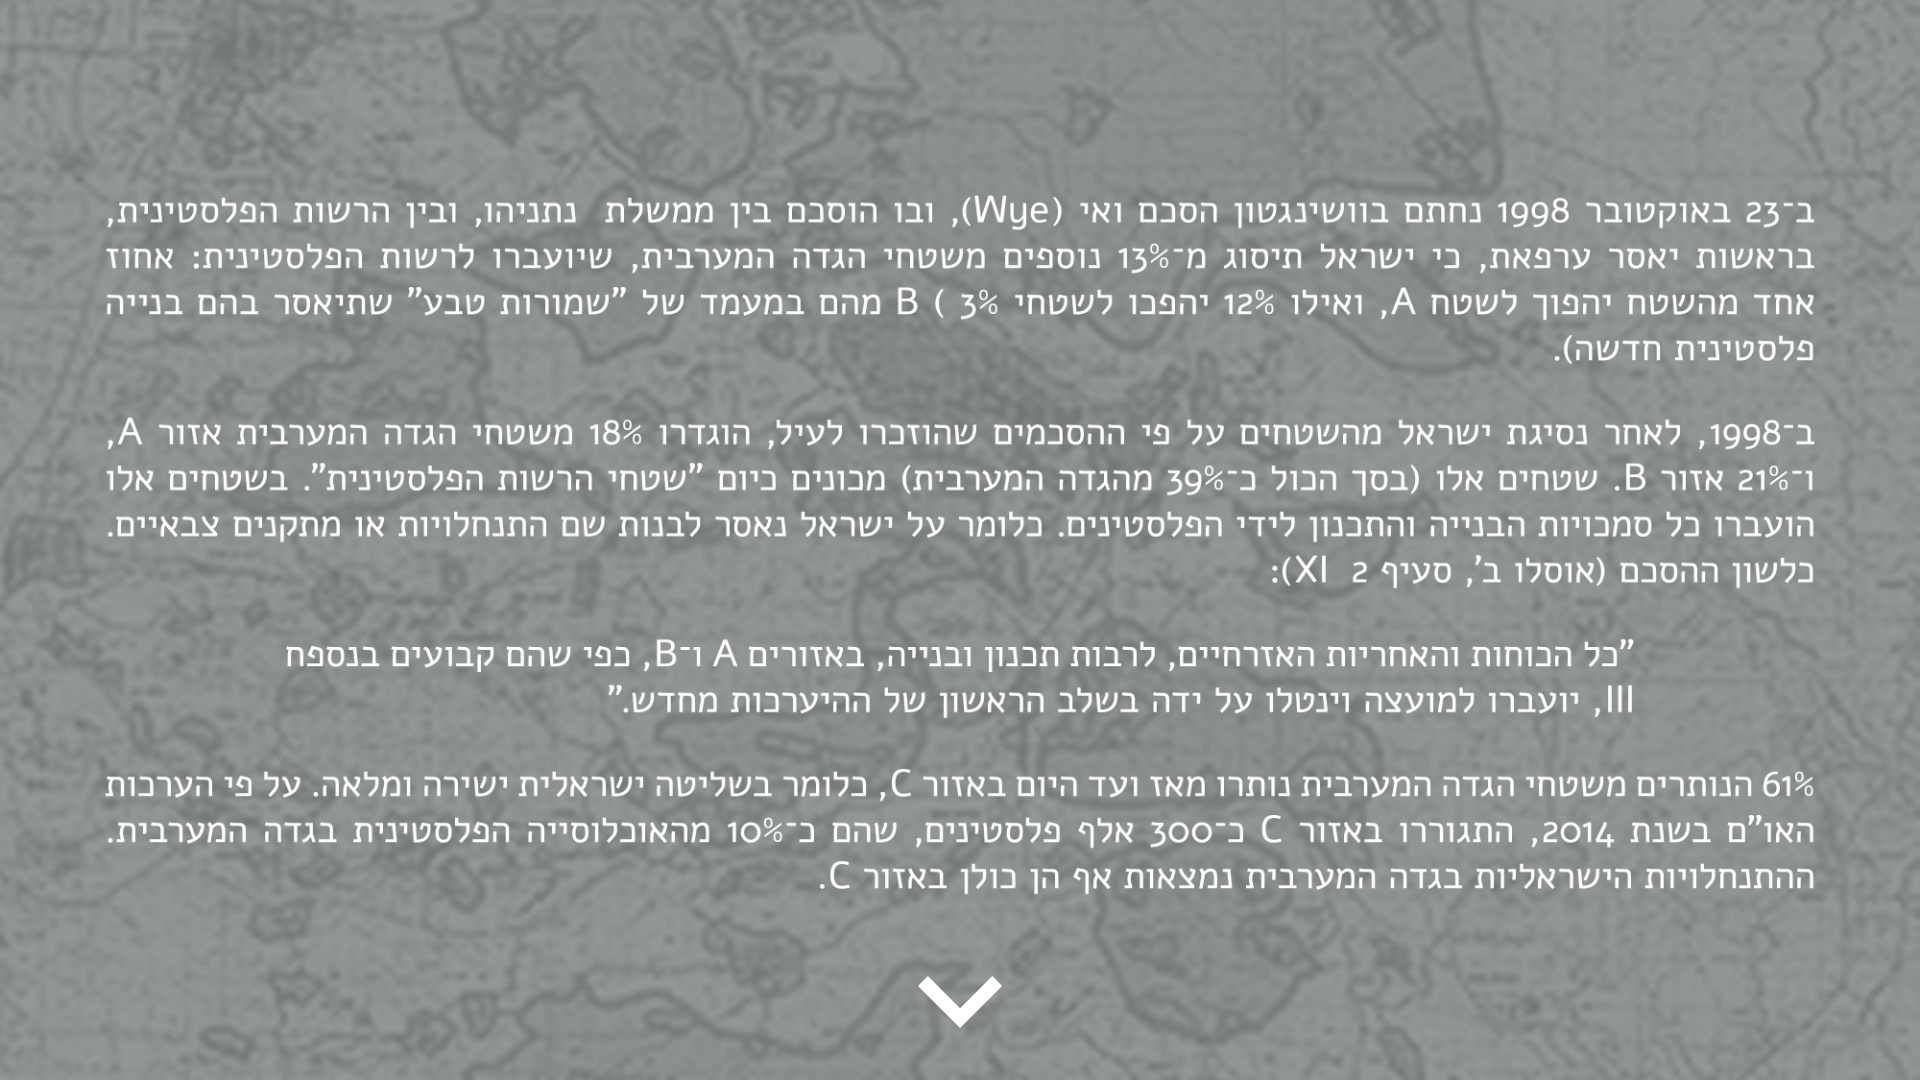 ב־23 באוקטובר 1998 נחתם בוושינגטון הסכם ואי (Wye), ובו הוסכם בין ממשלת  נתניהו, ובין הרשות הפלסטינית,
בראשות יאסר ערפאת, כי ישראל תיסוג מ־13% נוספים משטחי הגדה המערבית, שיועברו לרשות הפלסטינית: אחוז
אחד מהשטח יהפוך לשטח A, ואילו 12% יהפכו לשטחי B ( 3% מהם במעמד של "שמורות טבע" שתיאסר בהם בנייה
פלסטינית חדשה).
ב־1998, לאחר נסיגת ישראל מהשטחים על פי ההסכמים שהוזכרו לעיל, הוגדרו 18% משטחי הגדה המערבית אזור A,
ו־21% אזור B. שטחים אלו (בסך הכול כ־39% מהגדה המערבית) מכונים כיום "שטחי הרשות הפלסטינית". בשטחים אלו
הועברו כל סמכויות הבנייה והתכנון לידי הפלסטינים. כלומר על ישראל נאסר לבנות שם התנחלויות או מתקנים צבאיים.
כלשון ההסכם (אוסלו ב', סעיף 2  XI):
"כל הכוחות והאחריות האזרחיים, לרבות תכנון ובנייה, באזורים A ו־B, כפי שהם קבועים בנספח
III, יועברו למועצה וינטלו על ידה בשלב הראשון של ההיערכות מחדש."
61% הנותרים משטחי הגדה המערבית נותרו מאז ועד היום באזור C, כלומר בשליטה ישראלית ישירה ומלאה. על פי הערכות
האו"ם בשנת 2014, התגוררו באזור C כ־300 אלף פלסטינים, שהם כ־10% מהאוכלוסייה הפלסטינית בגדה המערבית.
ההתנחלויות הישראליות בגדה המערבית נמצאות אף הן כולן באזור C.